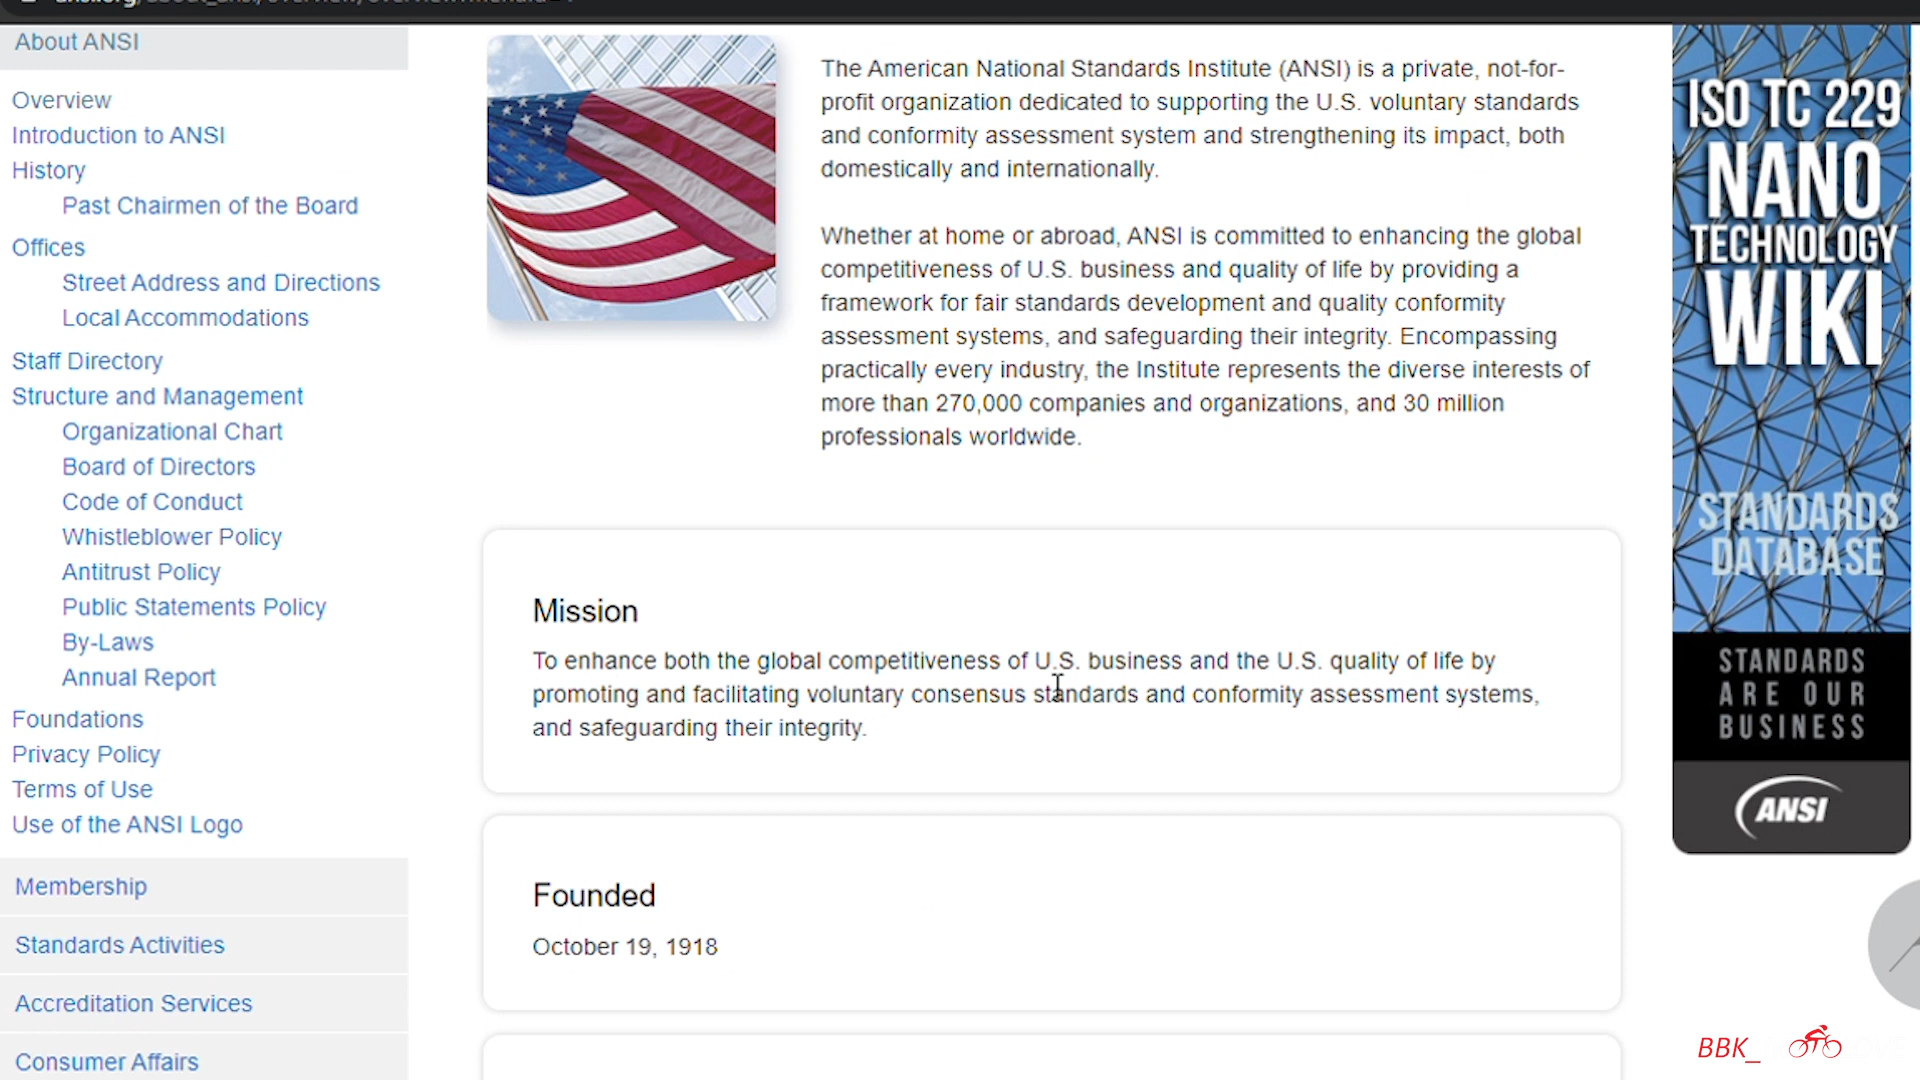 About ANSI
Overview
Introduction to ANSI
History
Past Chairmen of the Board
Offices
Street Address and Directions
Local Accommodations
Staff Directory
Structure and Management
Organizational Chart
Board of Directors
Code of Conduct
Whistleblower Policy
Antitrust Policy
Public Statements Policy
By-Laws
Annual Report
Foundations
Privacy Policy
Terms of Use
Use of the ANSI Logo
Membership
Standards Activities
Accreditation Services
Consumer Affairs
The American National Standards Institute (ANSI) is a private, not-for-
profit organization dedicated to supporting the U.S. voluntary standards
and conformity assessment system and strengthening its impact, both
domestically and internationally.
Whether at home or abroad, ANSI is committed to enhancing the global
competitiveness of U.S. business and quality of life by providing a
framework for fair standards development and quality conformity
assessment systems, and safeguarding their integrity. Encompassing
practically every industry, the Institute represents the diverse interests of
more than 270,000 companies and organizations, and 30 million
professionals worldwide.
Mission
To enhance both the global competitiveness of U.S. business and the U.S. quality of life by
promoting and facilitating voluntary consensus standards and conformity assessment systems,
and safeguarding their integrity.
Founded
October 19, 1918
ISO TC 229
NANO
TECHNOLOGY
WIKI
STANDARDS
DATABASE
STANDARDS
ARE OUR
BUSINESS
ANSI
BBK_